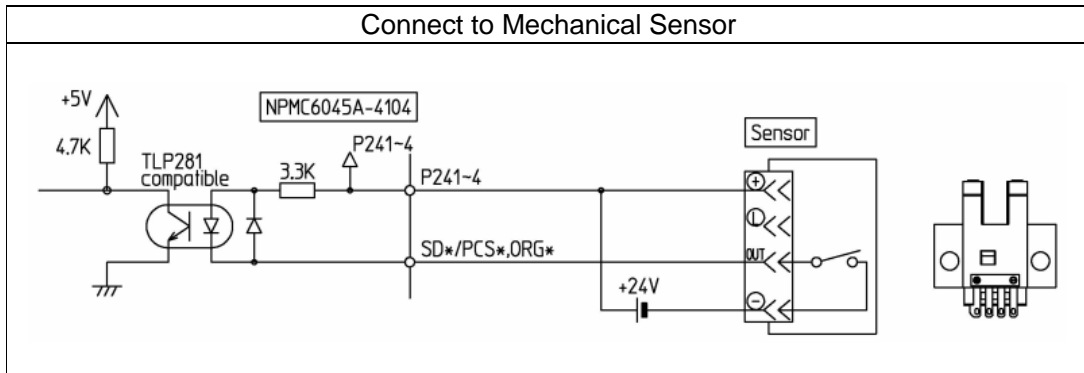 Connect to Mechanical Sensor
+5V
NPMC6045A-4104
4.7K
TLP281
compatible
3.3K
P241~4
P241~4
Sensor
+
L
SD*/PCS*,ORG*
OUT
+24V
-